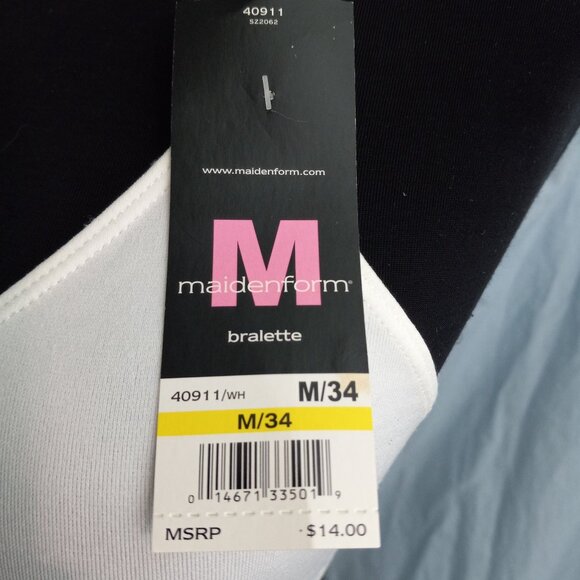 40911
SZ2062
www.maidenform.com
M
maidenform®
bralette
40911/WH M/34
M/34
0 14671 33501 9
MSRP $14.00